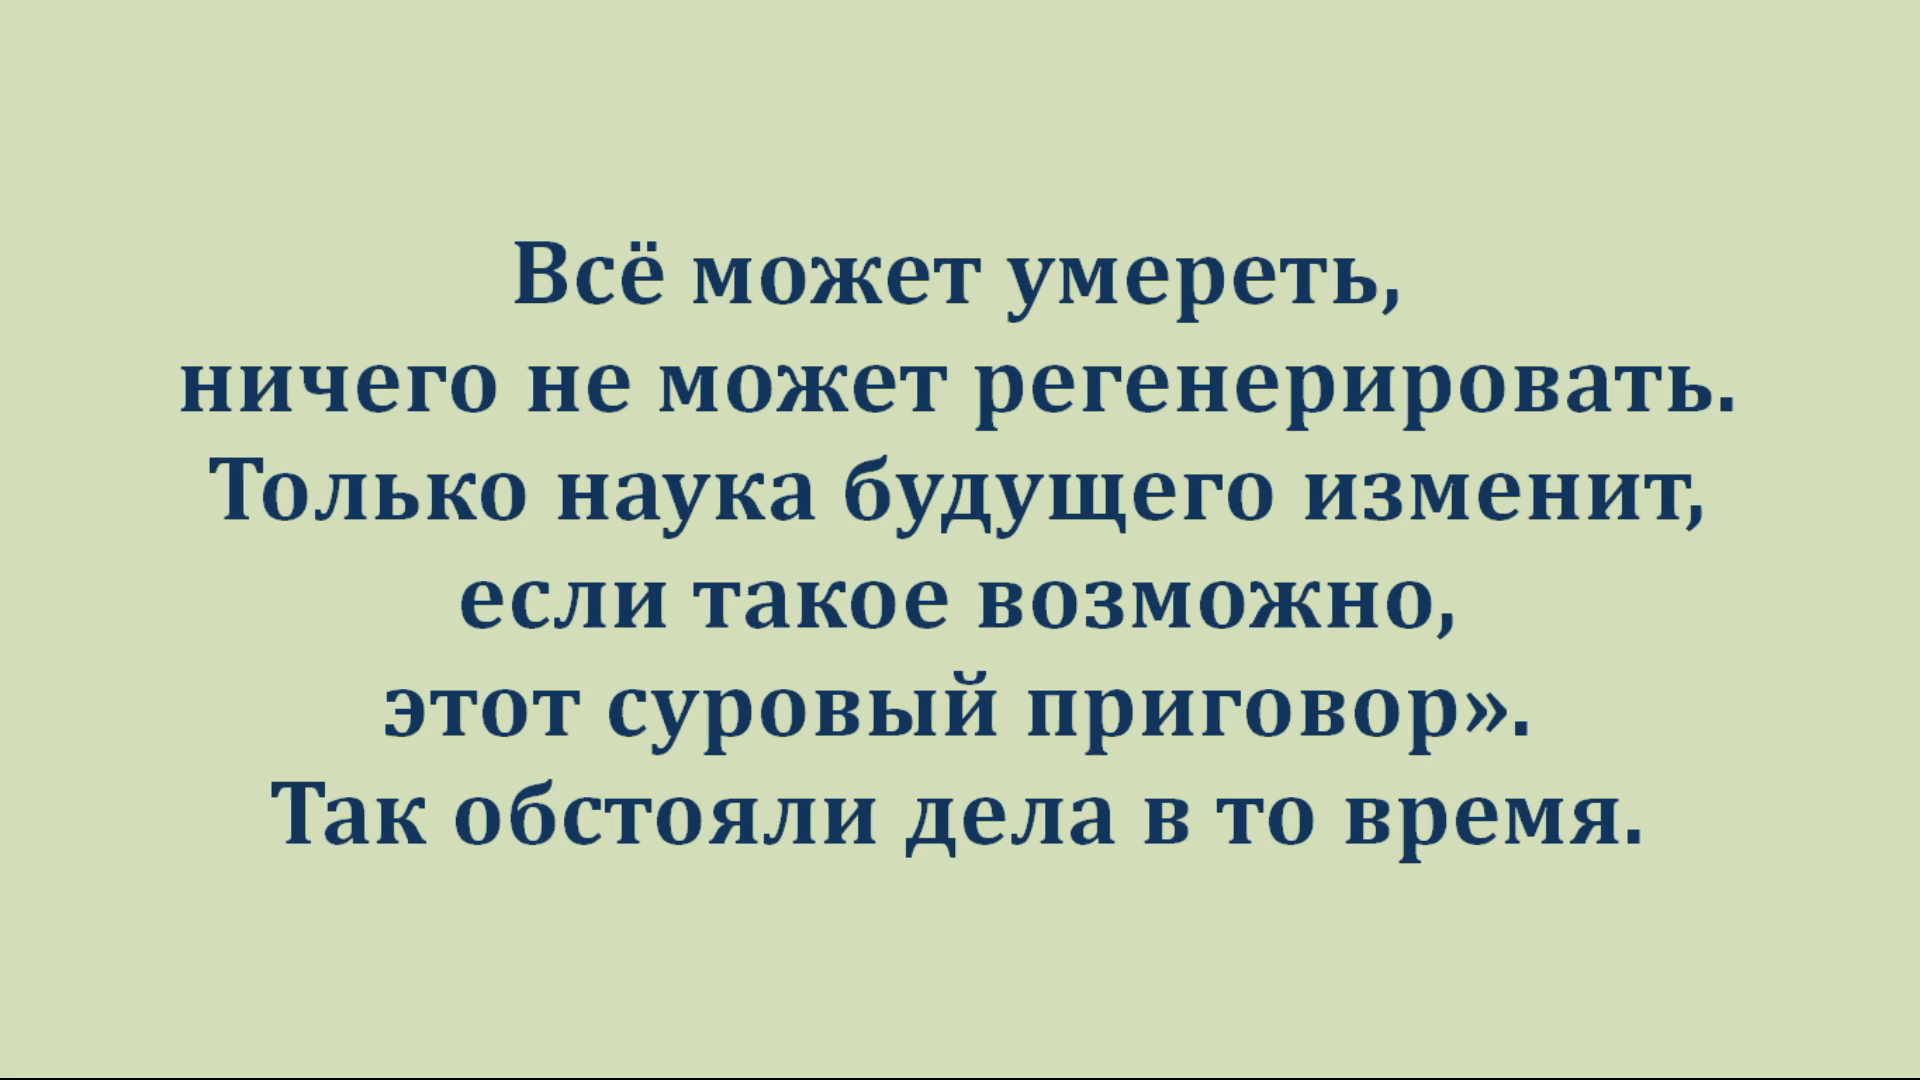 Всё может умереть,
ничего не может регенерировать.
Только наука будущего изменит,
если такое возможно,
этот суровый приговор».
Так обстояли дела в то время.